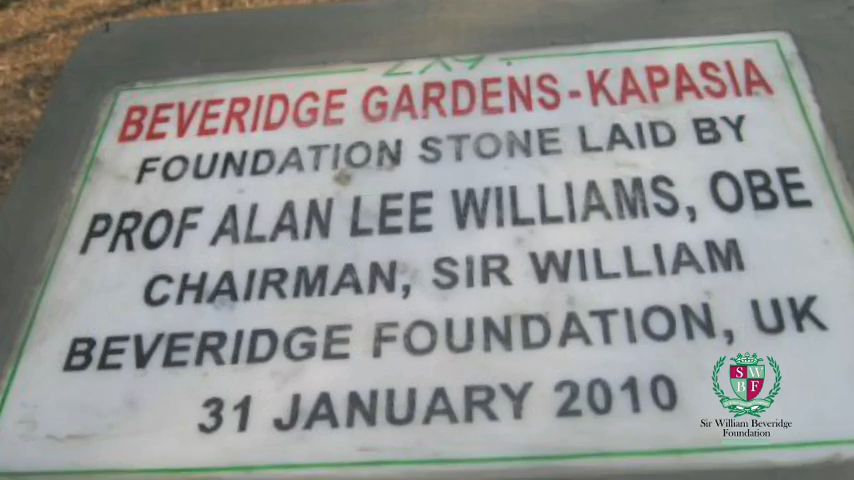 BEVERIDGE GARDENS-KAPASIA
FOUNDATION STONE LAID BY
PROF ALAN LEE WILLIAMS, OBE
CHAIRMAN, SIR WILLIAM
BEVERIDGE FOUNDATION, UK
31 JANUARY 2010
S W
B F
Sir William Beveridge
Foundation